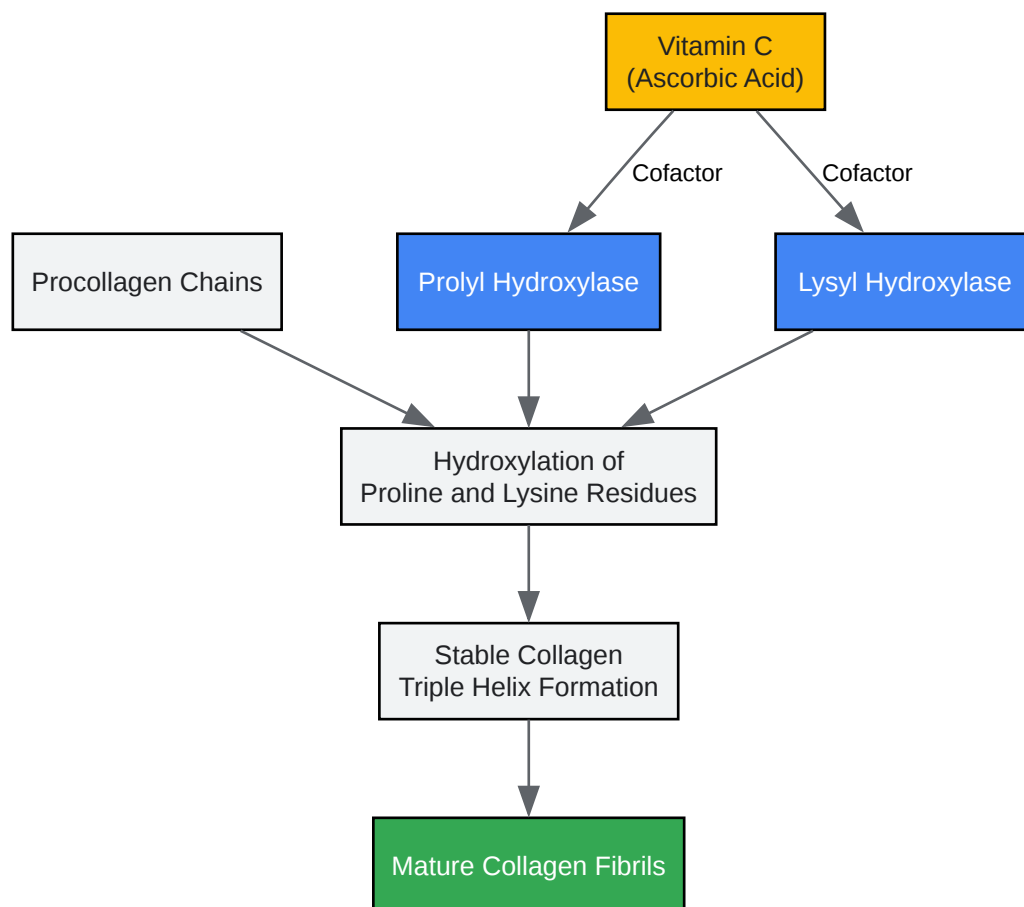 Vitamin C
(Ascorbic Acid)
Cofactor
Cofactor
Procollagen Chains
Prolyl Hydroxylase
Lysyl Hydroxylase
Hydroxylation of
Proline and Lysine Residues
Stable Collagen
Triple Helix Formation
Mature Collagen Fibrils